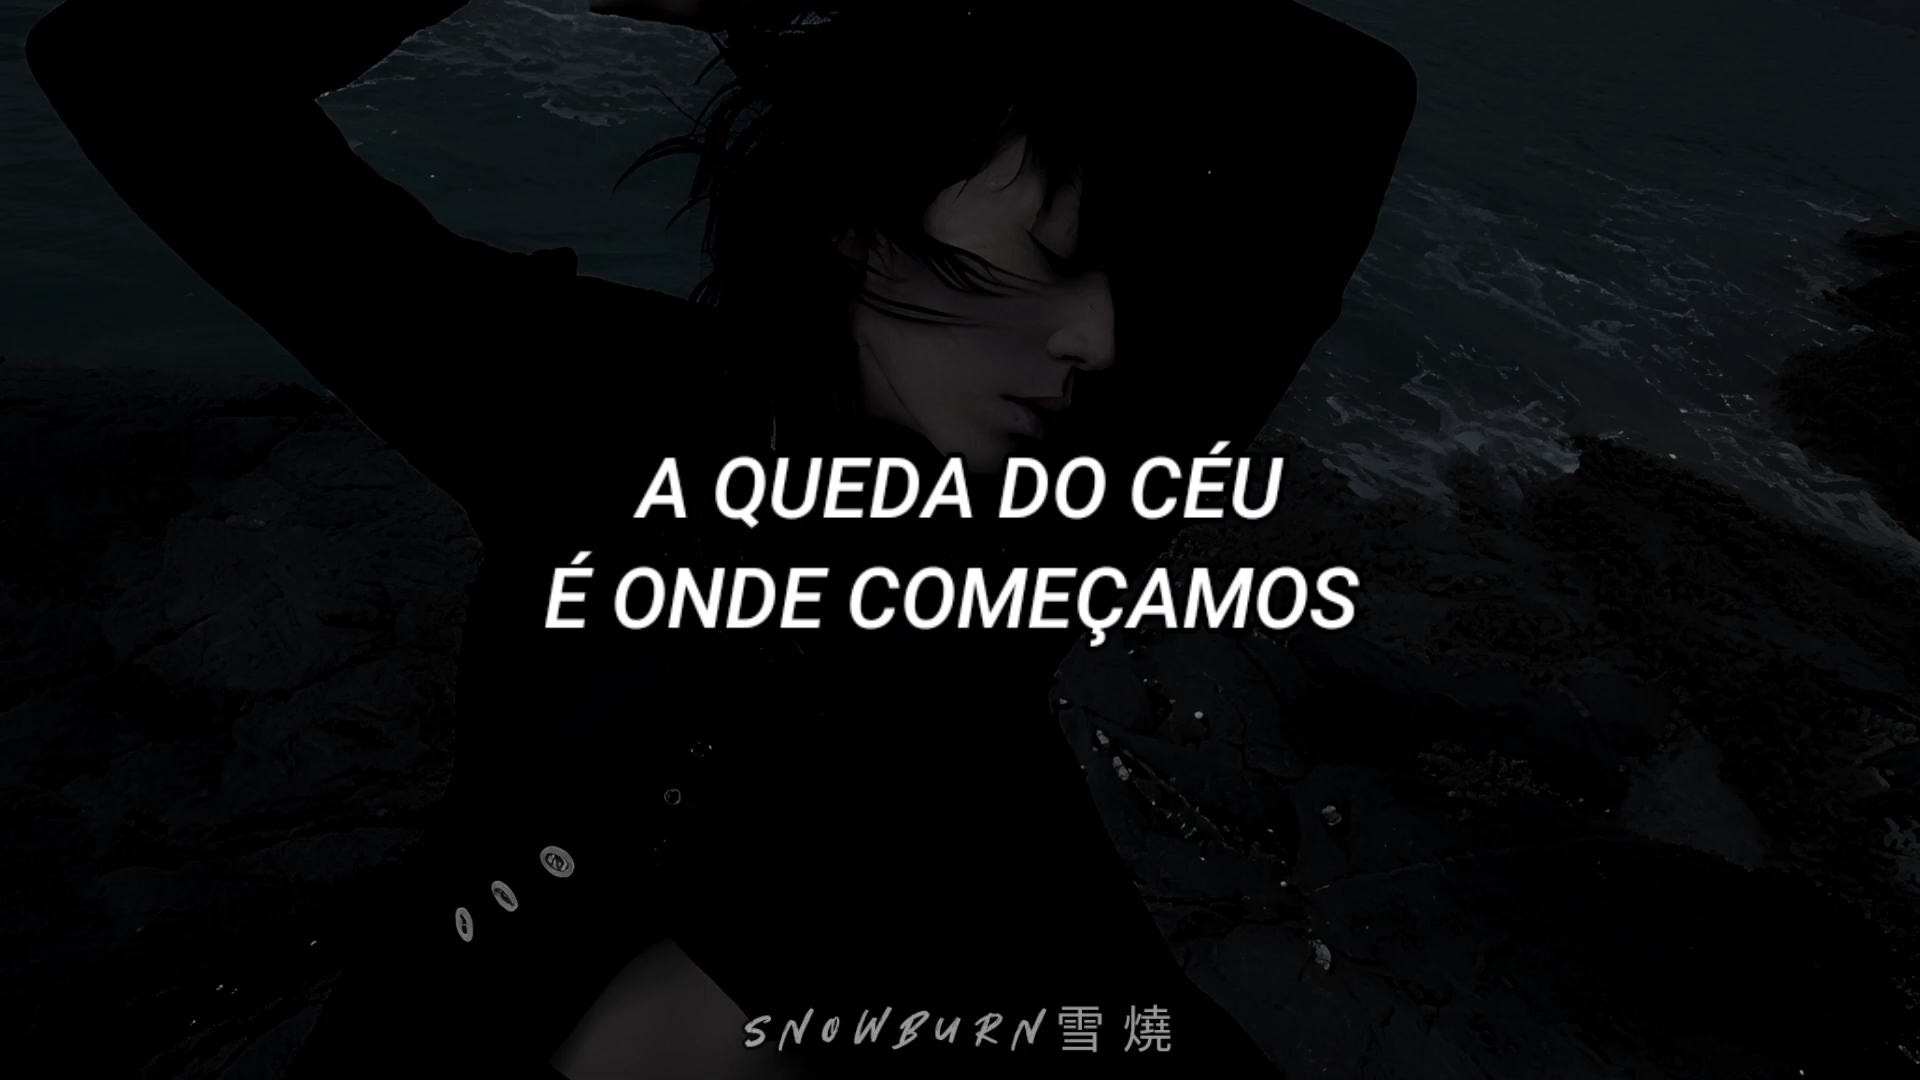 A QUEDA DO CÉU
É ONDE COMEÇAMOS
SNOWBURN雪 燒